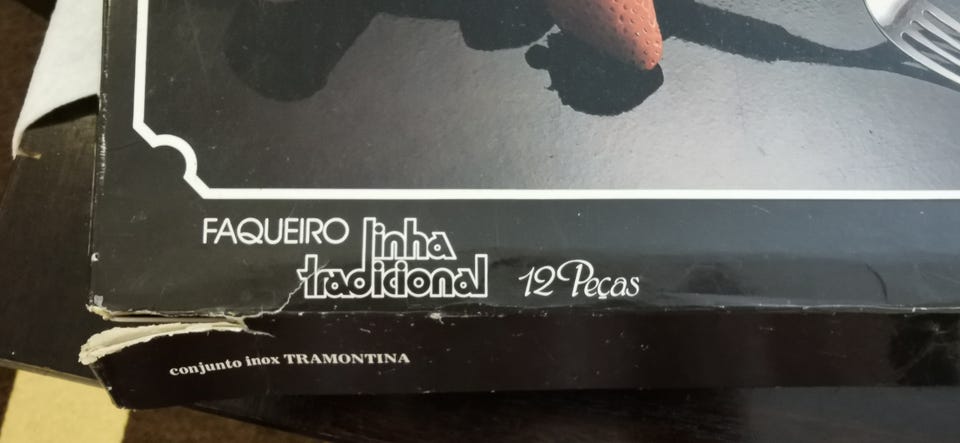 FAQUEIRO linha
tradicional 12 Peças
conjunto inox TRAMONTINA